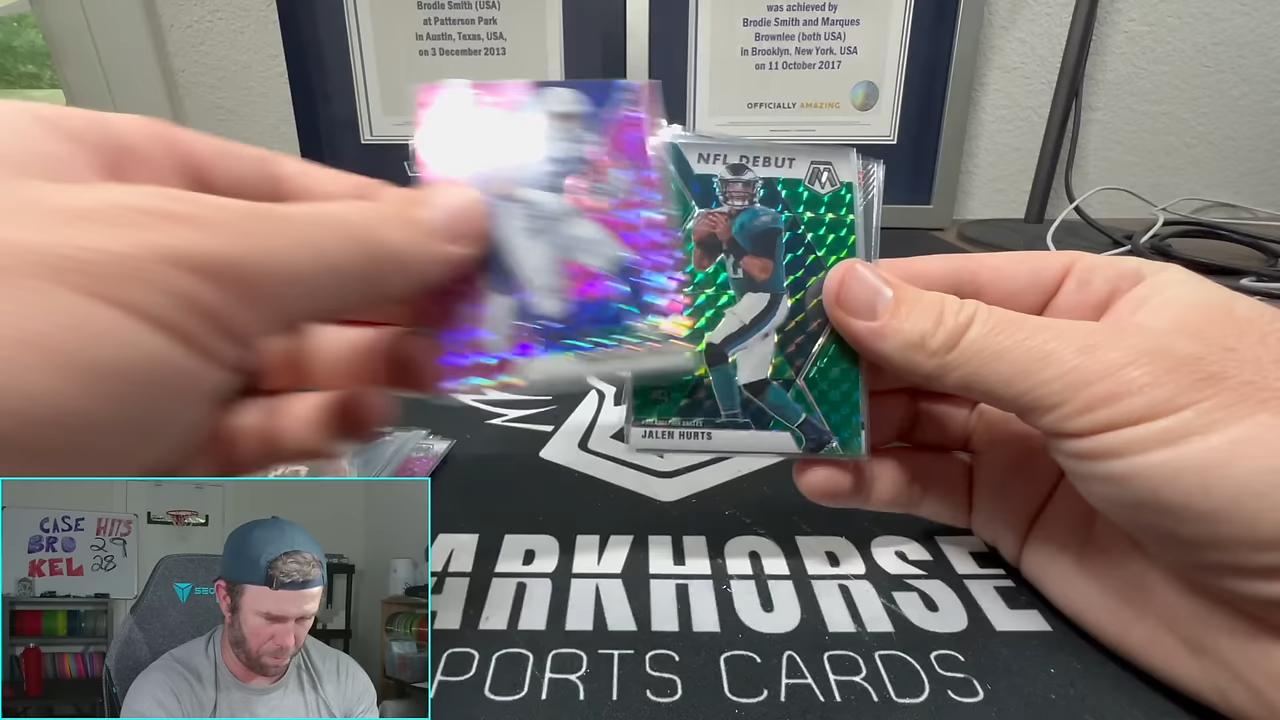 Brodie Smith (USA)
at Patterson Park
in Austin, Texas, USA,
on 3 December 2013
was achieved by
Brodie Smith and Marques
Brownlee (both USA)
in Brooklyn, New York, USA
on 11 October 2017
OFFICIALLY AMAZING
NFL DEBUT
JALEN HURTS
CASE HITS
BRO 29
KEL 28
ARKHORSE
PORTS CARDS